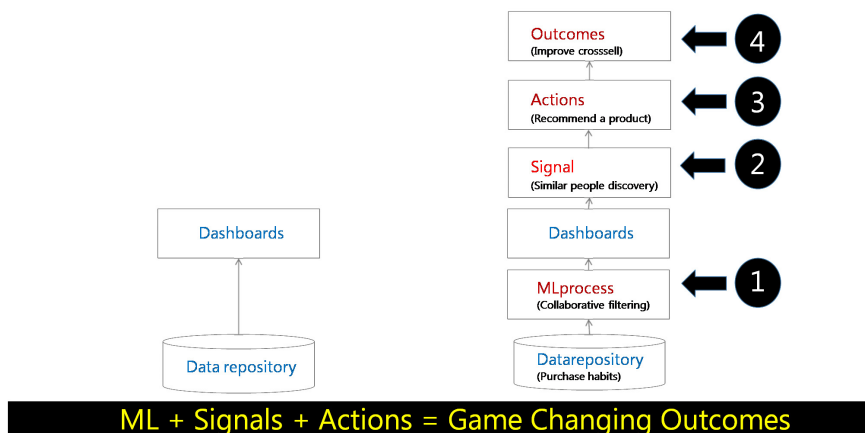 Outcomes
(Improve crosssell)
4
Actions
(Recommend a product)
3
Signal
(Similar people discovery)
2
Dashboards
Dashboards
MLprocess
(Collaborative filtering)
1
Data repository
Datarepository
(Purchase habits)
ML + Signals + Actions = Game Changing Outcomes